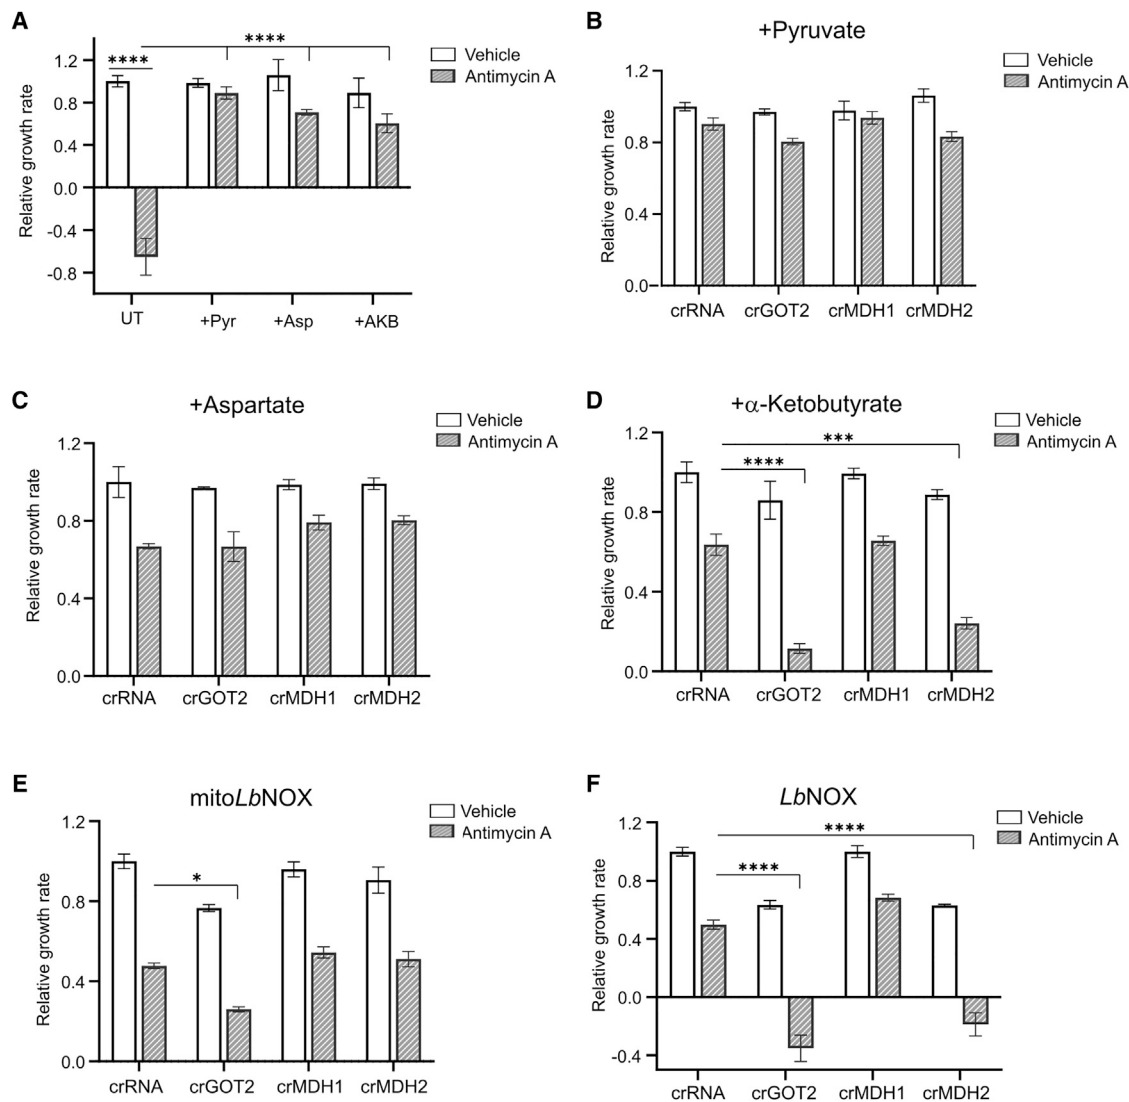 A
****
****
Vehicle
Antimycin A
Relative growth rate
1.2
0.8
0.4
0.0
-0.4
-0.8
UT
+Pyr
+Asp
+AKB
B
+Pyruvate
Vehicle
Antimycin A
Relative growth rate
1.2
0.8
0.4
0.0
crRNA
crGOT2
crMDH1
crMDH2
C
+Aspartate
Vehicle
Antimycin A
Relative growth rate
1.2
0.8
0.4
0.0
crRNA
crGOT2
crMDH1
crMDH2
D
+α-Ketobutyrate
Vehicle
Antimycin A
***
****
Relative growth rate
1.2
0.8
0.4
0.0
crRNA
crGOT2
crMDH1
crMDH2
E
mitoLbNOX
Vehicle
Antimycin A
*
Relative growth rate
1.2
0.8
0.4
0.0
crRNA
crGOT2
crMDH1
crMDH2
F
LbNOX
Vehicle
Antimycin A
****
****
Relative growth rate
1.2
0.8
0.4
0.0
-0.4
crRNA
crGOT2
crMDH1
crMDH2